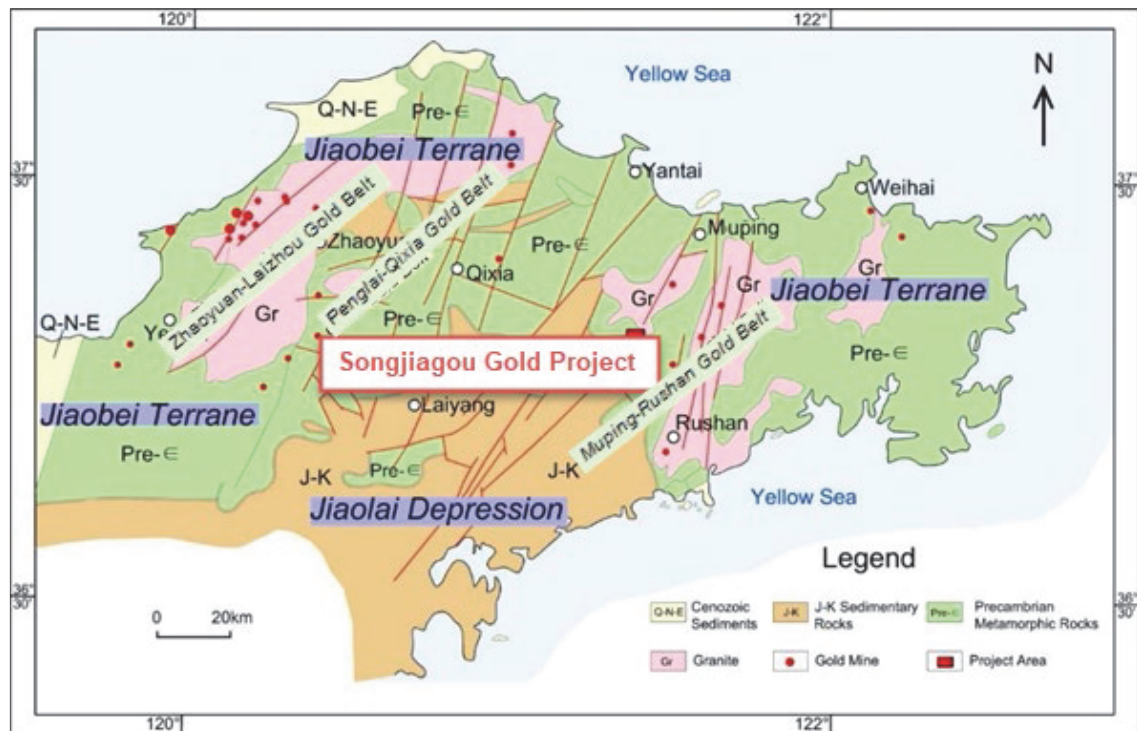 120°
122°
Yellow Sea
N
Q-N-E
Pre-∈
Jiaobei Terrane
37°
30'
37°
30'
Yantai
Weihai
Zhaoyuan-Laizhou Gold Belt
Penglai-Qixia Gold Belt
Zhaoyu
Pre-∈
Muping
Qixia
Gr
Gr
Gr
Gr
Jiaobei Terrane
Q-N-E
Ye
Pre-∈
Pre-∈
Songjiagou Gold Project
Muping-Rushan Gold Belt
Laiyang
Jiaobei Terrane
Rushan
Pre-∈
Pre-∈
J-K
J-K
Jiaolai Depression
Yellow Sea
Legend
36°
30'
36°
30'
0 20km
Q-N-E Cenozoic
Sediments
J-K J-K Sedimentary
Rocks
Pre-∈ Precambrian
Metamorphic Rocks
Gr Granite
Gold Mine
Project Area
120°
122°